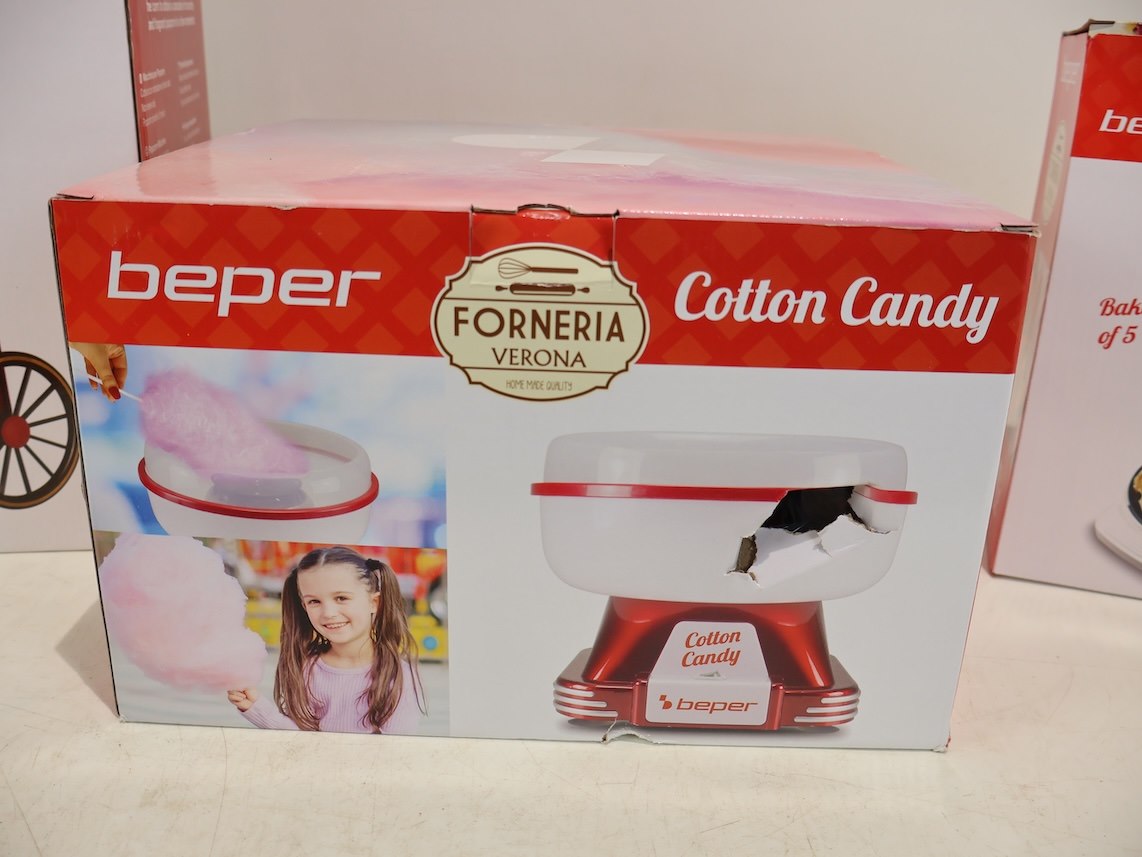 beper
FORNERIA
VERONA
HOME MADE QUALITY
Cotton Candy
Cotton
Candy
beper
be
Bak
of 5